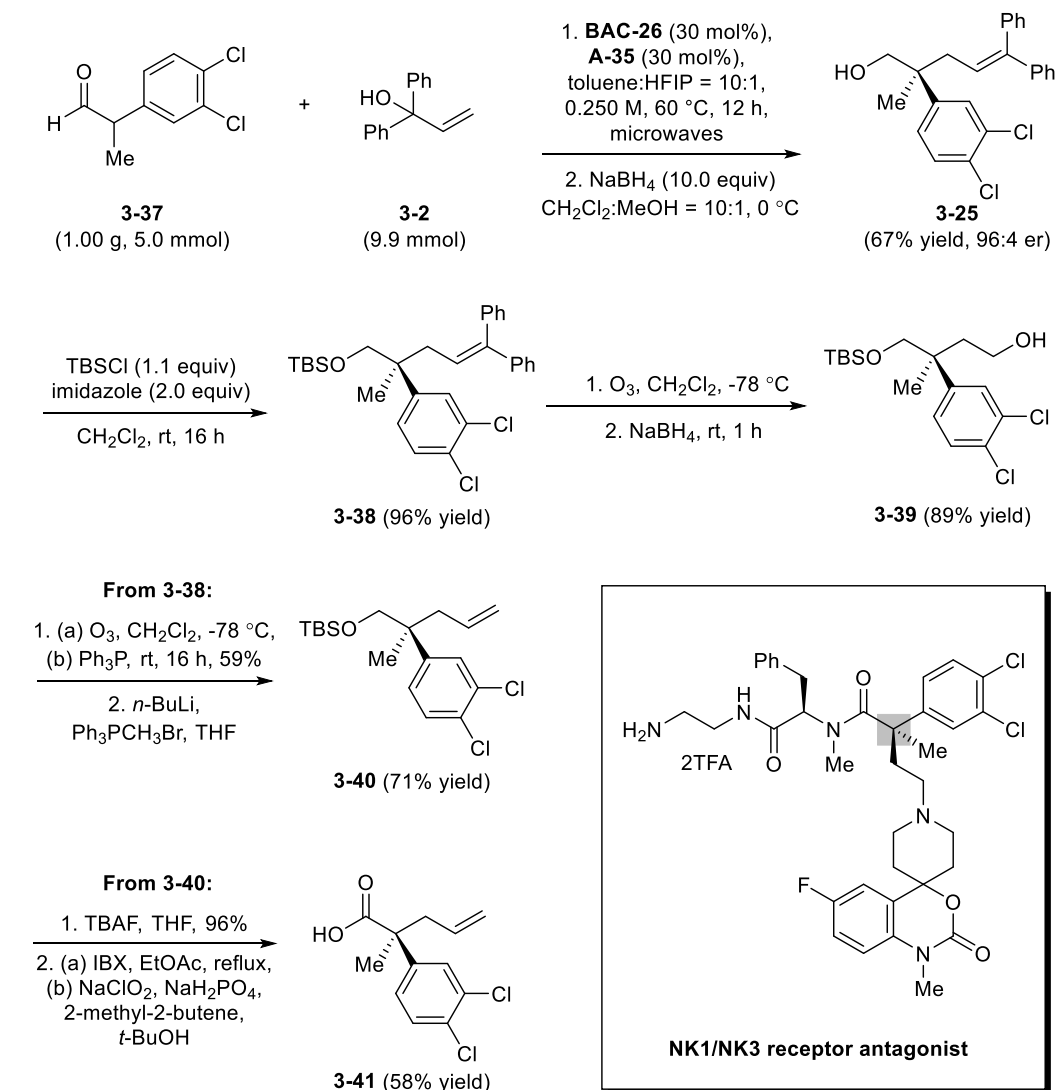 O
H
Me
Cl
Cl
3-37
(1.00 g, 5.0 mmol)
+
HO
Ph
Ph
3-2
(9.9 mmol)
1. BAC-26 (30 mol%),
A-35 (30 mol%),
toluene:HFIP = 10:1,
0.250 M, 60 °C, 12 h,
microwaves
2. NaBH4 (10.0 equiv)
CH2Cl2:MeOH = 10:1, 0 °C
Ph
HO
Ph
Me
Cl
Cl
3-25
(67% yield, 96:4 er)
TBSCl (1.1 equiv)
imidazole (2.0 equiv)
CH2Cl2, rt, 16 h
Ph
TBSO
Ph
Me
Cl
Cl
3-38 (96% yield)
1. O3, CH2Cl2, -78 °C
2. NaBH4, rt, 1 h
TBSO
OH
Me
Cl
Cl
3-39 (89% yield)
From 3-38:
1. (a) O3, CH2Cl2, -78 °C,
(b) Ph3P, rt, 16 h, 59%
2. n-BuLi,
Ph3PCH3Br, THF
TBSO
Me
Cl
Cl
3-40 (71% yield)
From 3-40:
1. TBAF, THF, 96%
2. (a) IBX, EtOAc, reflux,
(b) NaClO2, NaH2PO4,
2-methyl-2-butene,
t-BuOH
O
HO
Me
Cl
Cl
3-41 (58% yield)
Ph
O
Cl
Cl
H
N
H2N
N
Me
O
Me
2TFA
N
F
O
O
N
Me
NK1/NK3 receptor antagonist